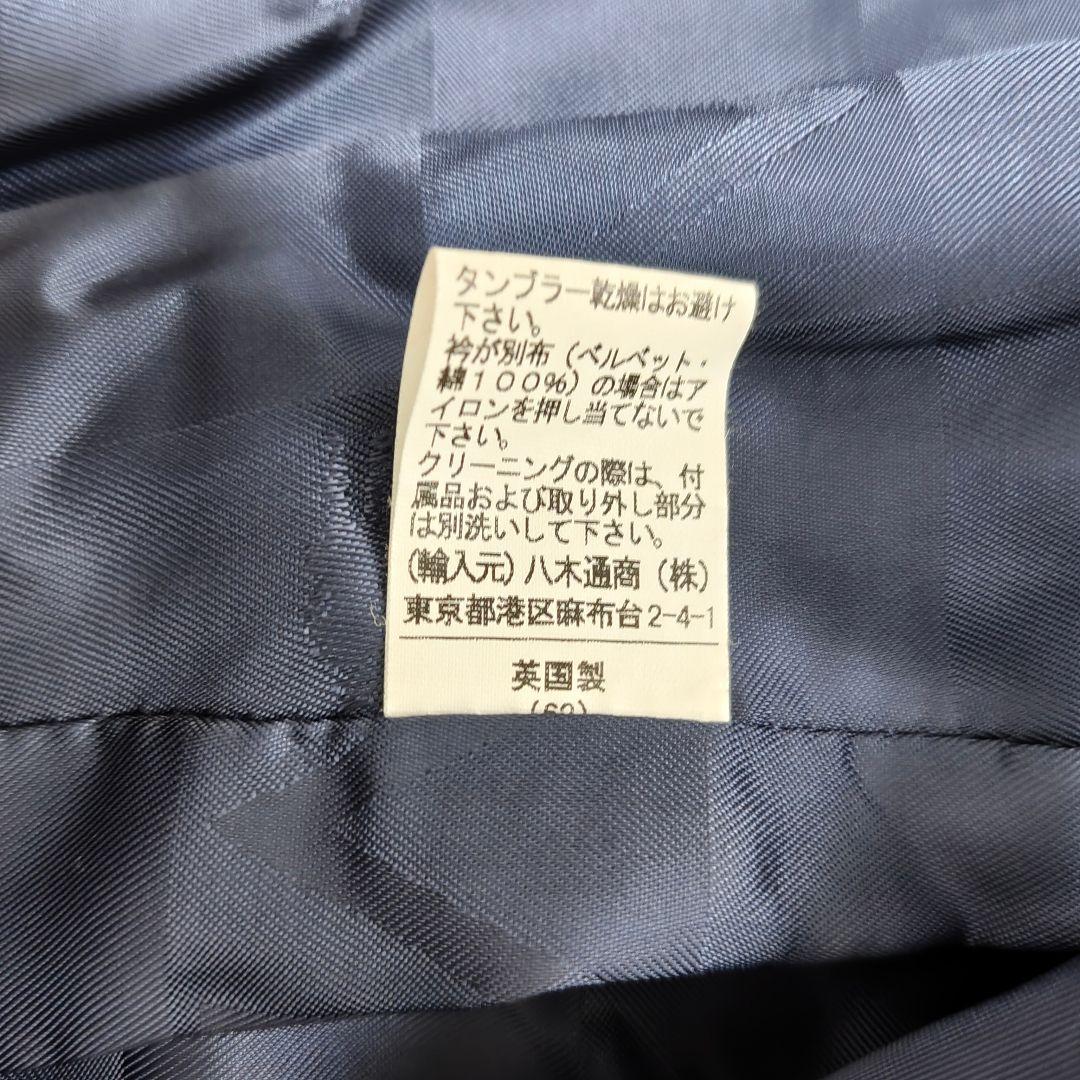 タンブラー乾燥はお避け
下さい。
衿が別布（ベルベット・
綿１００％）の場合はア
イロンを押し当てないで
下さい。
クリーニングの際は、付
属品および取り外し部分
は別洗いして下さい。
(輸入元)八木通商（株）
東京都港区麻布台2-4-1
英国製